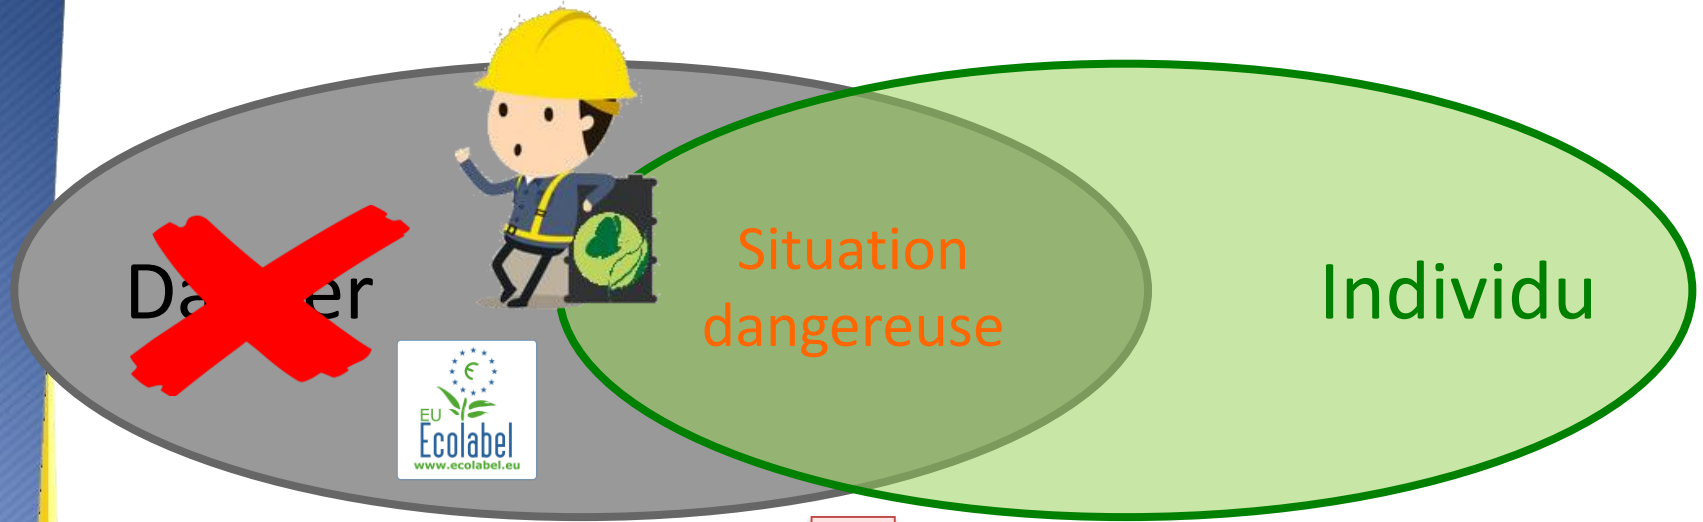 Situation
dangereuse
Individu
EU
Ecolabel
www.ecolabel.eu